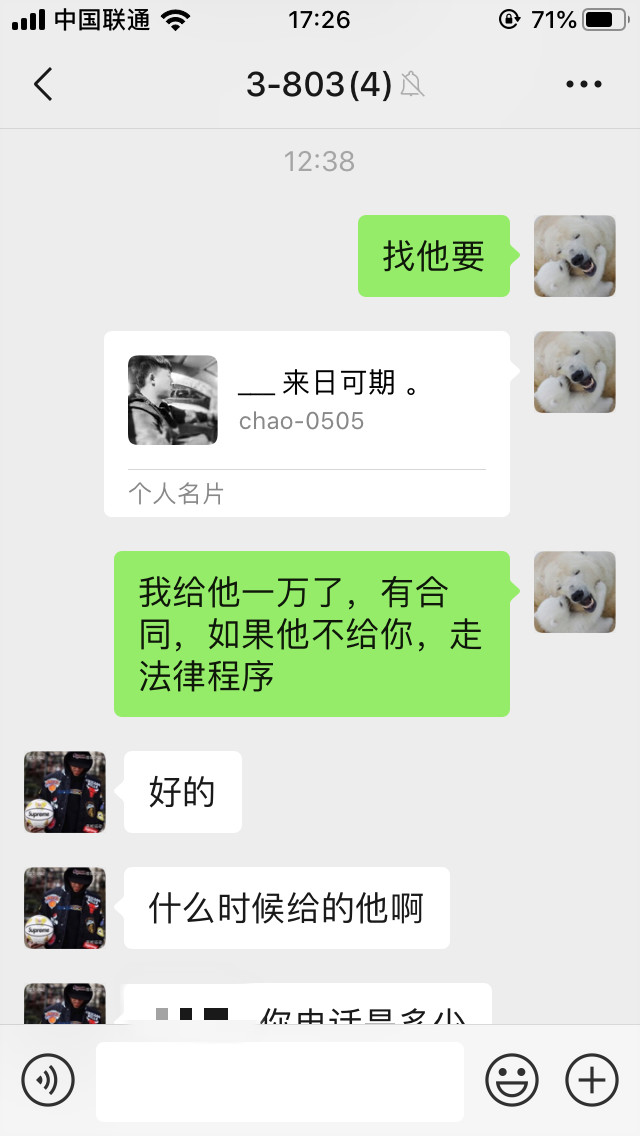 中国联通
17:26
71%
3-803(4)
12:38
找他要
___ 来日可期 。
chao-0505
个人名片
我给他一万了，有合
同，如果他不给你，走
法律程序
好的
Supreme
什么时候给的他啊
Supreme
你电话是多少